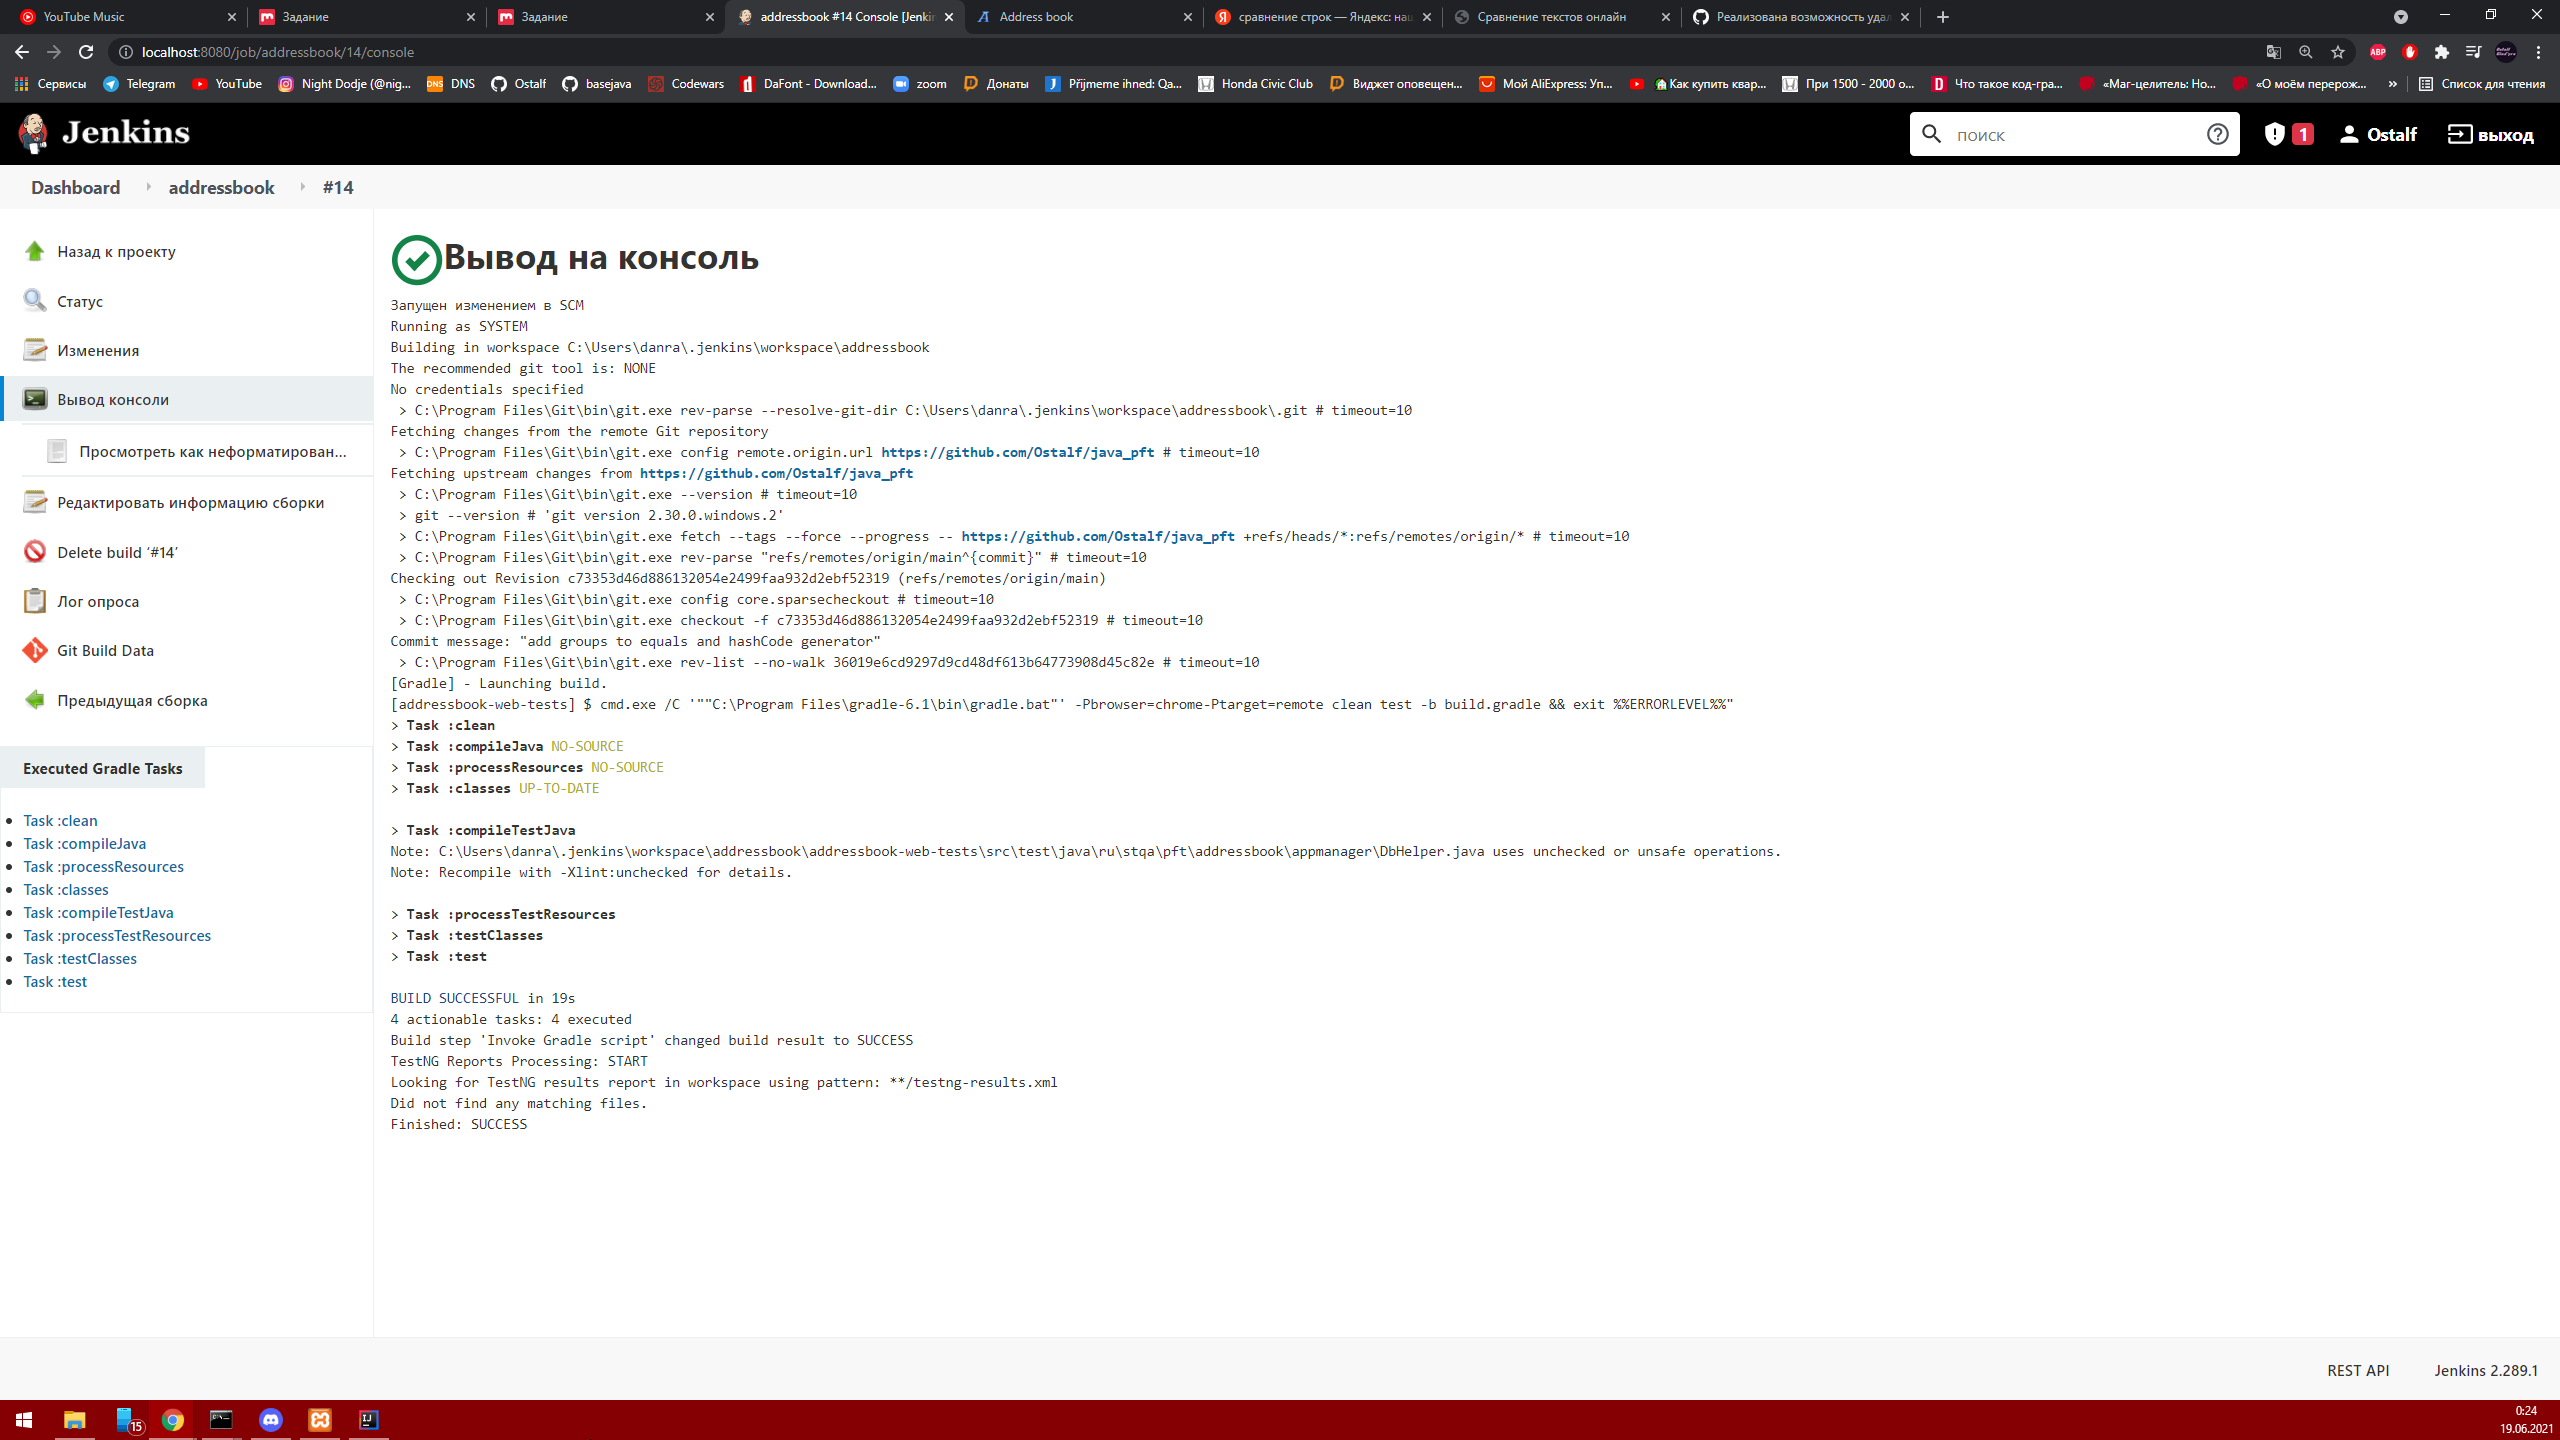 YouTube Music
Задание
Задание
addressbook #14 Console [Jenkin
Address book
сравнение строк — Яндекс: наш
Сравнение текстов онлайн
Реализована возможность удал
localhost:8080/job/addressbook/14/console
Сервисы
Telegram
YouTube
Night Dodje (@nig...
DNS
Ostalf
basejava
Codewars
DaFont - Download...
zoom
Донаты
Přijmeme ihned: Qa...
Honda Civic Club
Виджет оповещен...
Мой AliExpress: Уп...
Как купить квар...
При 1500 - 2000 о...
Что такое код-гра...
«Маг-целитель: Но...
«О моём перерож...
»
Список для чтения
Jenkins
поиск
1
Ostalf
выход
Dashboard
addressbook
#14
Назад к проекту
Статус
Изменения
Вывод консоли
Просмотреть как неформатирован...
Редактировать информацию сборки
Delete build ‘#14’
Лог опроса
Git Build Data
Предыдущая сборка
Executed Gradle Tasks
Task :clean
Task :compileJava
Task :processResources
Task :classes
Task :compileTestJava
Task :processTestResources
Task :testClasses
Task :test
Вывод на консоль
Запущен изменением в SCM
Running as SYSTEM
Building in workspace C:\Users\danra\.jenkins\workspace\addressbook
The recommended git tool is: NONE
No credentials specified
> C:\Program Files\Git\bin\git.exe rev-parse --resolve-git-dir C:\Users\danra\.jenkins\workspace\addressbook\.git # timeout=10
Fetching changes from the remote Git repository
> C:\Program Files\Git\bin\git.exe config remote.origin.url https://github.com/Ostalf/java_pft # timeout=10
Fetching upstream changes from https://github.com/Ostalf/java_pft
> C:\Program Files\Git\bin\git.exe --version # timeout=10
> git --version # 'git version 2.30.0.windows.2'
> C:\Program Files\Git\bin\git.exe fetch --tags --force --progress -- https://github.com/Ostalf/java_pft +refs/heads/*:refs/remotes/origin/* # timeout=10
> C:\Program Files\Git\bin\git.exe rev-parse "refs/remotes/origin/main^{commit}" # timeout=10
Checking out Revision c73353d46d886132054e2499faa932d2ebf52319 (refs/remotes/origin/main)
> C:\Program Files\Git\bin\git.exe config core.sparsecheckout # timeout=10
> C:\Program Files\Git\bin\git.exe checkout -f c73353d46d886132054e2499faa932d2ebf52319 # timeout=10
Commit message: "add groups to equals and hashCode generator"
> C:\Program Files\Git\bin\git.exe rev-list --no-walk 36019e6cd9297d9cd48df613b64773908d45c82e # timeout=10
[Gradle] - Launching build.
[addressbook-web-tests] $ cmd.exe /C '""C:\Program Files\gradle-6.1\bin\gradle.bat"' -Pbrowser=chrome-Ptarget=remote clean test -b build.gradle && exit %%ERRORLEVEL%%"
> Task :clean
> Task :compileJava NO-SOURCE
> Task :processResources NO-SOURCE
> Task :classes UP-TO-DATE
> Task :compileTestJava
Note: C:\Users\danra\.jenkins\workspace\addressbook\addressbook-web-tests\src\test\java\ru\stqa\pft\addressbook\appmanager\DbHelper.java uses unchecked or unsafe operations.
Note: Recompile with -Xlint:unchecked for details.
> Task :processTestResources
> Task :testClasses
> Task :test
BUILD SUCCESSFUL in 19s
4 actionable tasks: 4 executed
Build step 'Invoke Gradle script' changed build result to SUCCESS
TestNG Reports Processing: START
Looking for TestNG results report in workspace using pattern: **/testng-results.xml
Did not find any matching files.
Finished: SUCCESS
REST API
Jenkins 2.289.1
15
0:24
19.06.2021